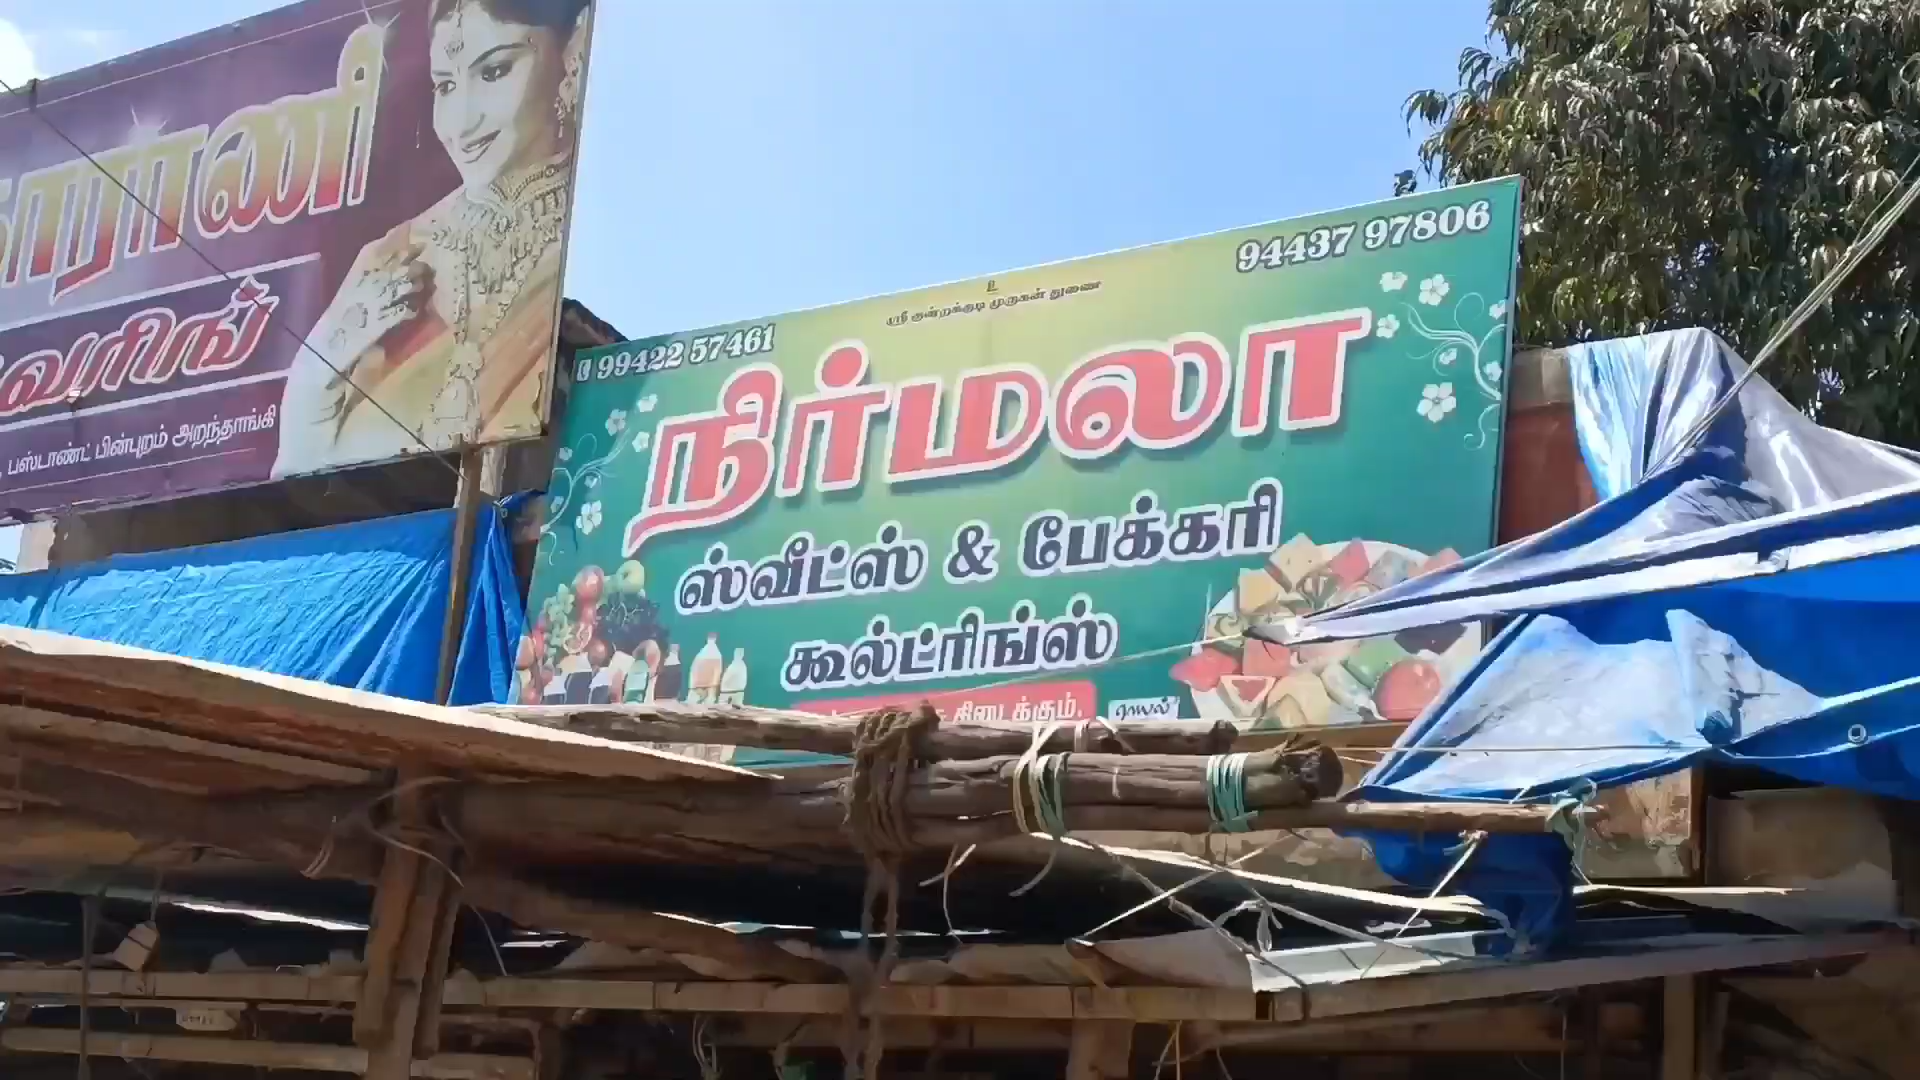 வரிங்
பஸ்டாண்ட் பின்புறம் அறந்தாங்கி
94437 97806
உ
ஸ்ரீ குன்றக்குடி முருகன் துணை
99422 57461
நிர்மலா
ஸ்வீட்ஸ் & பேக்கரி
கூல்ட்ரிங்ஸ்
கிடைக்கும்.
ராயல்